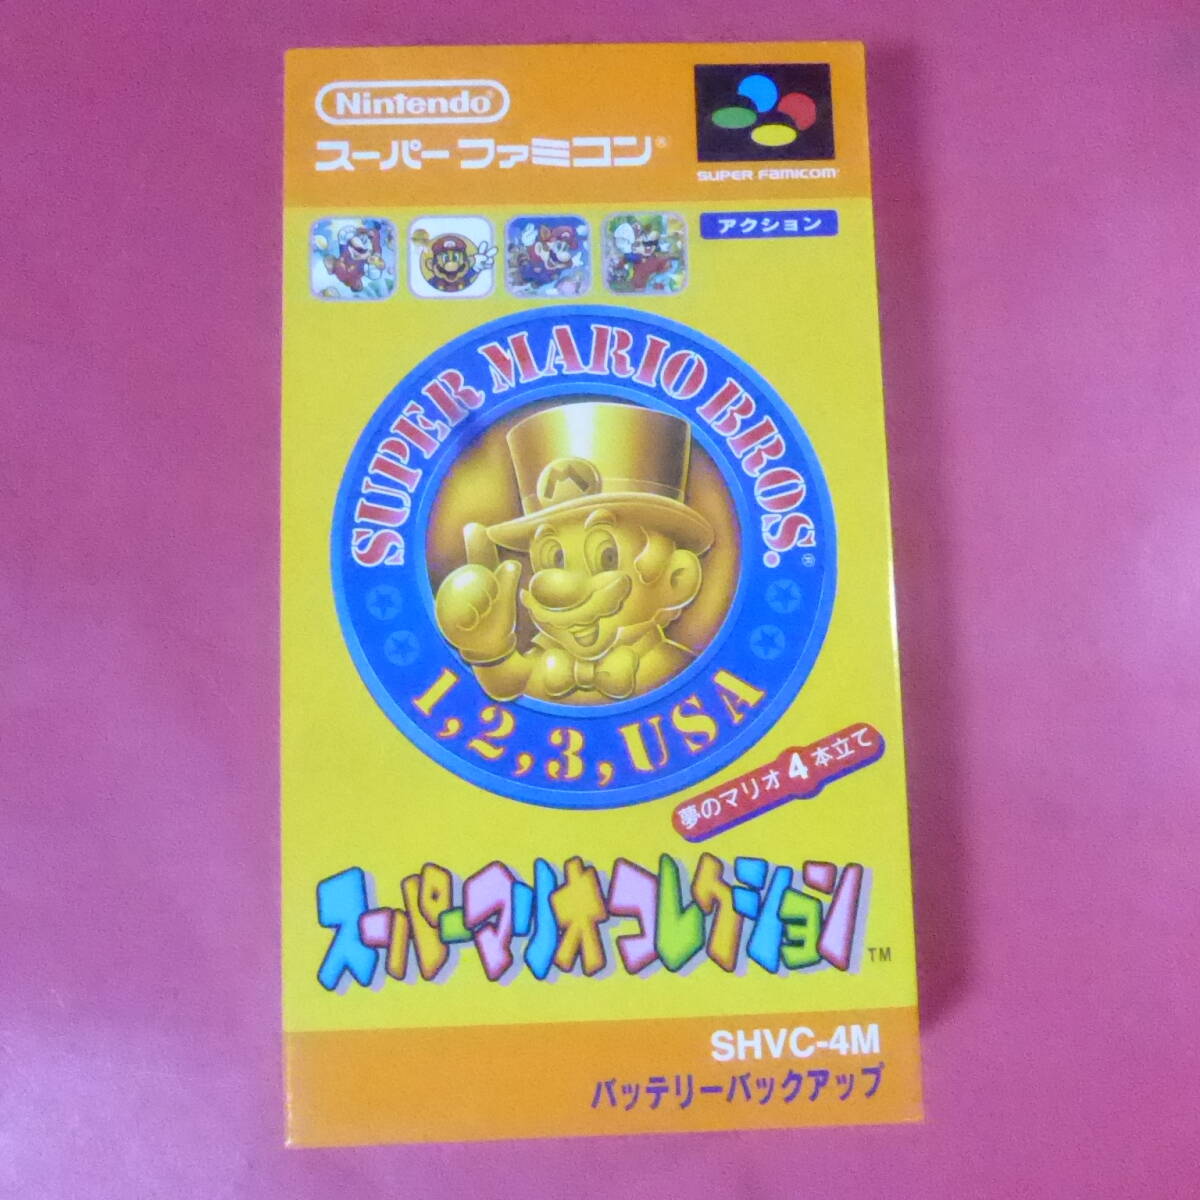 Nintendo®
スーパーファミコン®
SUPER FAMICOM
アクション
SUPER MARIO BROS.®
M
1, 2, 3, USA
夢のマリオ4本立て
スーパーマリオコレクション™
SHVC-4M
バッテリーバックアップ